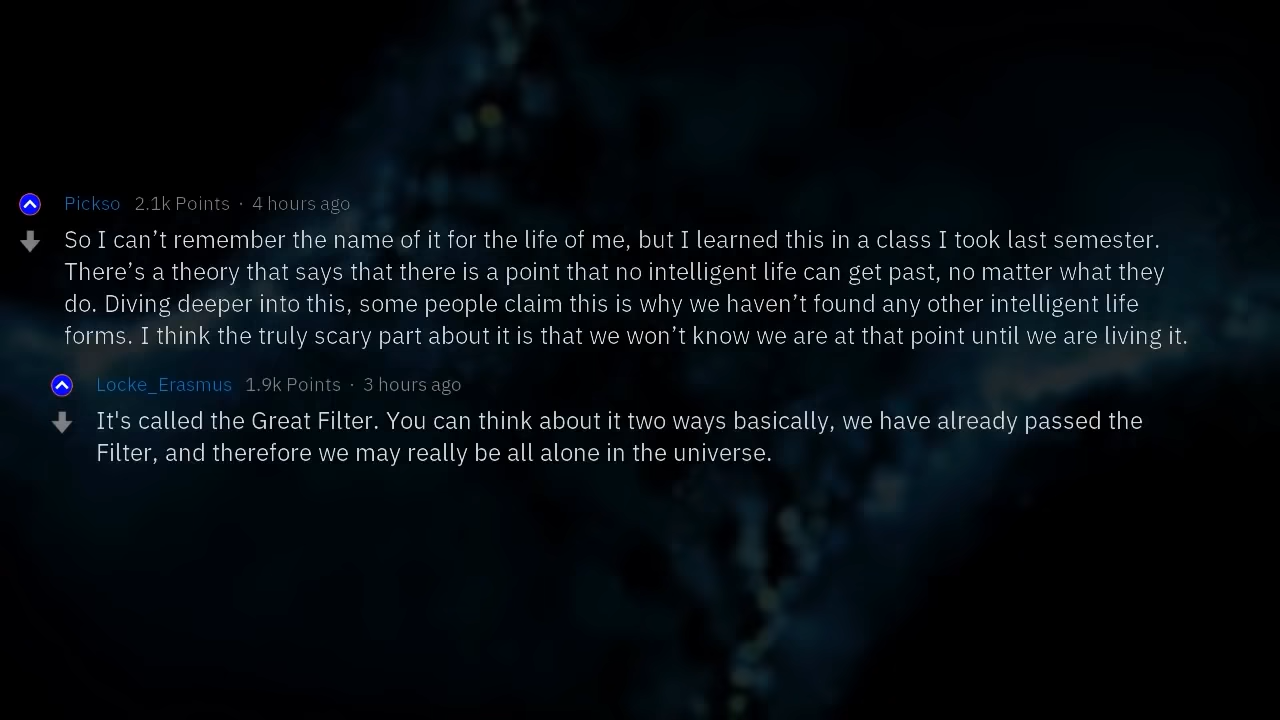 Pickso 2.1k Points · 4 hours ago
So I can’t remember the name of it for the life of me, but I learned this in a class I took last semester.
There’s a theory that says that there is a point that no intelligent life can get past, no matter what they
do. Diving deeper into this, some people claim this is why we haven’t found any other intelligent life
forms. I think the truly scary part about it is that we won’t know we are at that point until we are living it.
Locke_Erasmus 1.9k Points · 3 hours ago
It's called the Great Filter. You can think about it two ways basically, we have already passed the
Filter, and therefore we may really be all alone in the universe.